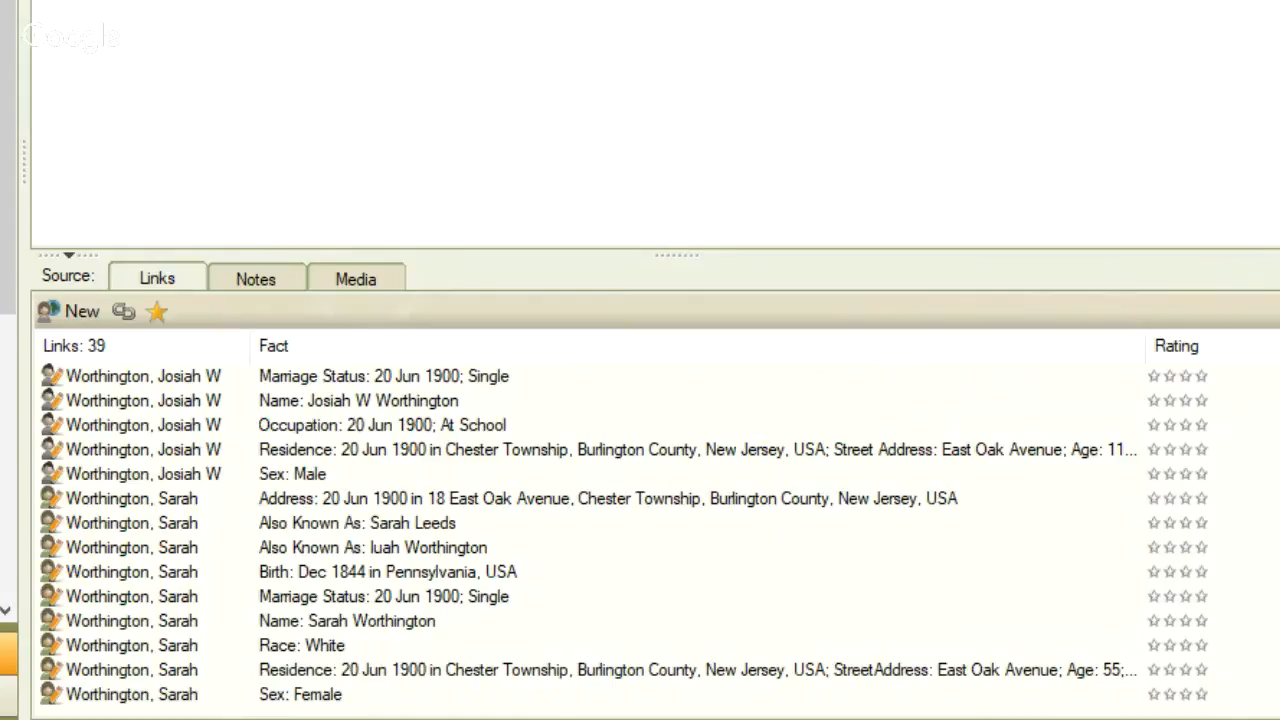 Google
Source: Links Notes Media
New
Links: 39 Fact Rating
Worthington, Josiah W Marriage Status: 20 Jun 1900; Single
Worthington, Josiah W Name: Josiah W Worthington
Worthington, Josiah W Occupation: 20 Jun 1900; At School
Worthington, Josiah W Residence: 20 Jun 1900 in Chester Township, Burlington County, New Jersey, USA; Street Address: East Oak Avenue; Age: 11...
Worthington, Josiah W Sex: Male
Worthington, Sarah Address: 20 Jun 1900 in 18 East Oak Avenue, Chester Township, Burlington County, New Jersey, USA
Worthington, Sarah Also Known As: Sarah Leeds
Worthington, Sarah Also Known As: Iuah Worthington
Worthington, Sarah Birth: Dec 1844 in Pennsylvania, USA
Worthington, Sarah Marriage Status: 20 Jun 1900; Single
Worthington, Sarah Name: Sarah Worthington
Worthington, Sarah Race: White
Worthington, Sarah Residence: 20 Jun 1900 in Chester Township, Burlington County, New Jersey, USA; StreetAddress: East Oak Avenue; Age: 55;...
Worthington, Sarah Sex: Female